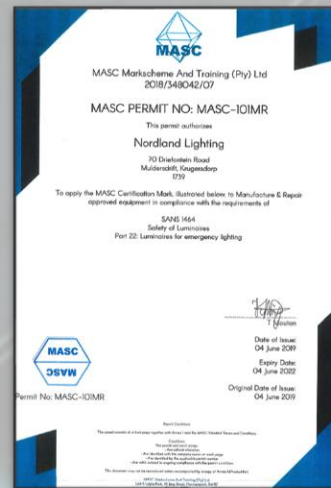 MASC
MASC Markscheme And Training (Pty) Ltd
2018/348042/07
MASC PERMIT NO: MASC-101MR
This permit authorizes
Nordland Lighting
70 Driefontein Road
Muldersdrift, Krugersdorp
1739
To apply the MASC Certification Mark, illustrated below, to Manufacture & Repair
approved equipment in compliance with the requirements of
SANS 1464
Safety of Luminaires
Part 22: Luminaires for emergency lighting
T Mouton
Date of Issue:
04 June 2019
Expiry Date:
04 June 2022
Original Date of Issue:
04 June 2019
MASC
MASC
Permit No: MASC-101MR